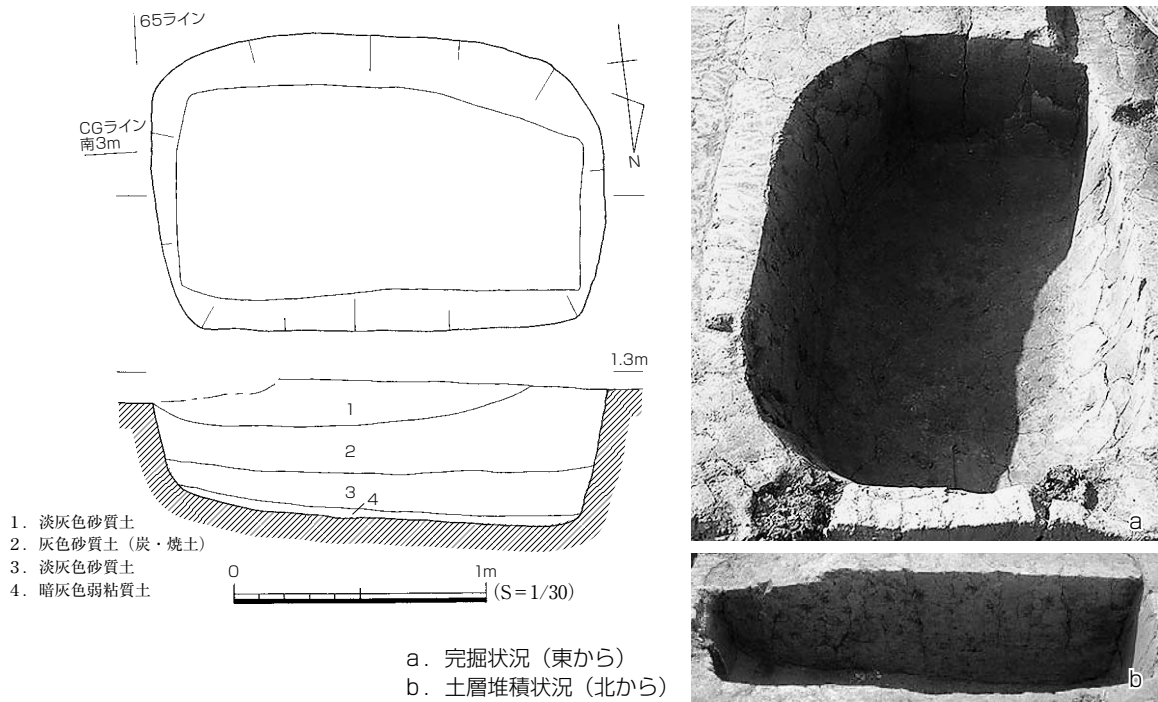 65ライン
CGライン
南3m
N
1.3m
1
2
3
4
1. 淡灰色砂質土
2. 灰色砂質土（炭・焼土）
3. 淡灰色砂質土
4. 暗灰色弱粘質土
0 1m
(S=1/30)
a. 完掘状況（東から）
b. 土層堆積状況（北から）
a
b